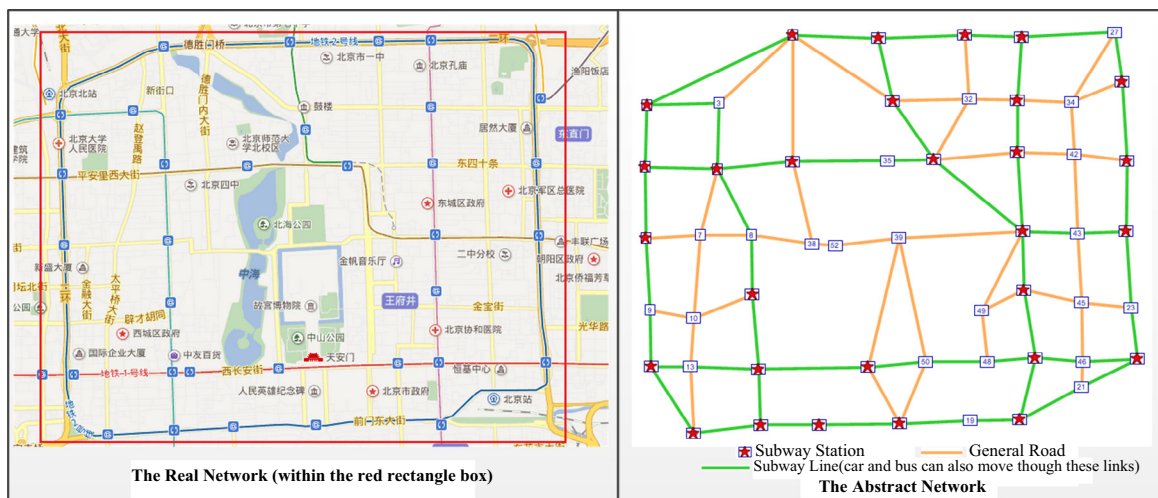 德胜门桥
地铁-2号线
二环
北京市一中
北京孔庙
渔阳饭店
北京北站
新街口
德胜门内大街
鼓楼
居然大厦
东直门
北京大学
人民医院
赵登禹路
北京师范大
学北校区
东四十条
平安里西大街
北京四中
北京军区总医院
东城区政府
北海公园
丰联广场
二中分校
朝阳区政府
金帆音乐厅
北京侨福芳草
新盛大厦
中海
金融大街
太平桥大街
王府井
二环
故宫博物院
金宝街
辟才胡同
光华路
西城区政府
北京协和医院
中山公园
国际企业大厦
中友百货
天安门
地铁-1号线
西长安街
恒基中心
人民英雄纪念碑
北京市政府
北京站
前门东大街
The Real Network (within the red rectangle box)
27
3
32
34
35
42
7
8
38
52
39
43
9
10
49
45
23
13
50
48
46
21
19
Subway Station
General Road
Subway Line(car and bus can also move though these links)
The Abstract Network